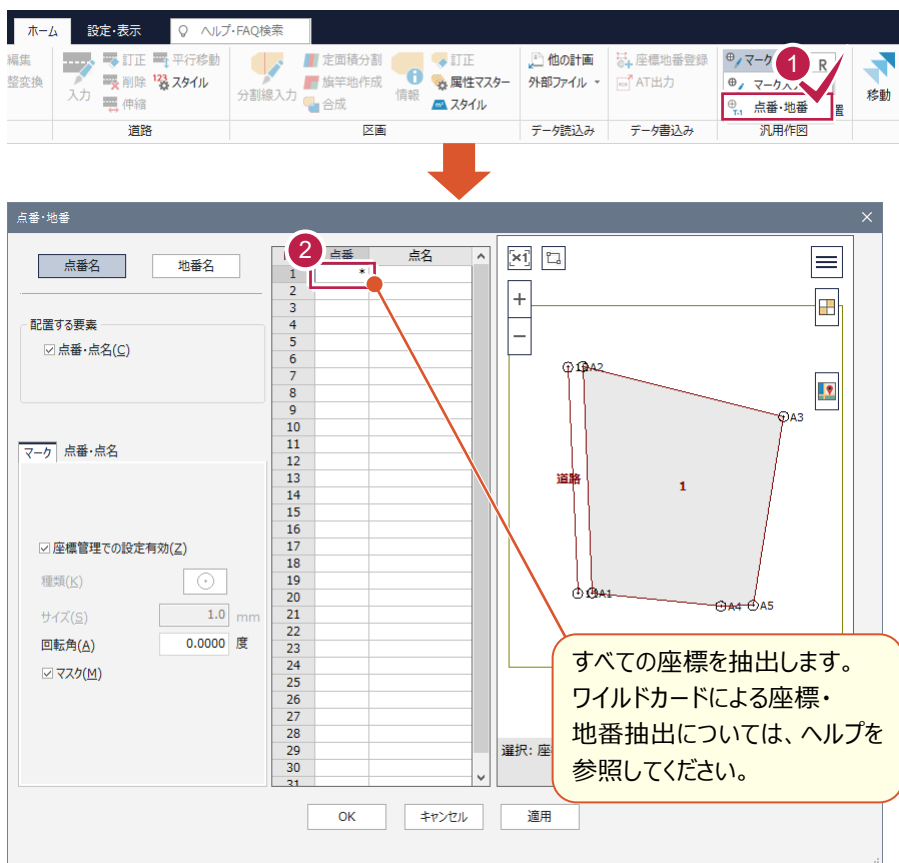 ホーム 設定・表示 ヘルプ・FAQ検索
編集 訂正 平行移動 定面積分割 訂正 他の計画 座標地番登録 マーク R
整変換 入力 削除 スタイル 分割線入力 旗竿地作成 情報 属性マスター 外部ファイル AT出力 マーク入 移動
伸縮 合成 スタイル 点番・地番 置
道路 区画 データ読込み データ書込み 汎用作図
1
点番・地番
2
点番名 地番名
点番 点名
配置する要素
点番・点名(C)
マーク 点番・点名
座標管理での設定有効(Z)
種類(K)
サイズ(S) 1.0 mm
回転角(A) 0.0000 度
マスク(M)
1 *
2
3
4
5
6
7
8
9
10
11
12
13
14
15
16
17
18
19
20
21
22
23
24
25
26
27
28
29
30
31
A2
A3
道路 1
A1
A4 A5
選択: 座
すべての座標を抽出します。
ワイルドカードによる座標・
地番抽出については、ヘルプを
参照してください。
OK キャンセル 適用